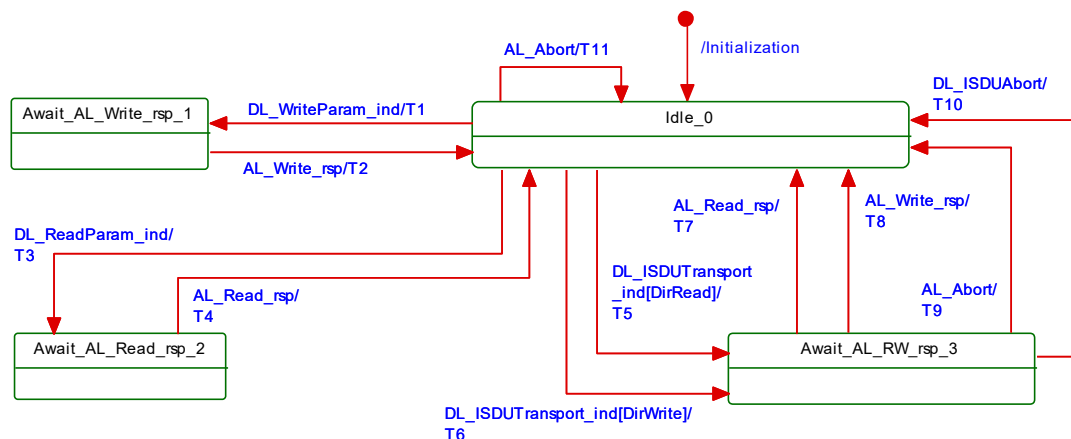 /Initialization
AL_Abort/T11
DL_ISDUAbort/
T10
Await_AL_Write_rsp_1
DL_WriteParam_ind/T1
Idle_0
AL_Write_rsp/T2
AL_Read_rsp/
T7
AL_Write_rsp/
T8
DL_ReadParam_ind/
T3
DL_ISDUTransport
_ind[DirRead]/
T5
AL_Read_rsp/
T4
AL_Abort/
T9
Await_AL_Read_rsp_2
Await_AL_RW_rsp_3
DL_ISDUTransport_ind[DirWrite]/
T6